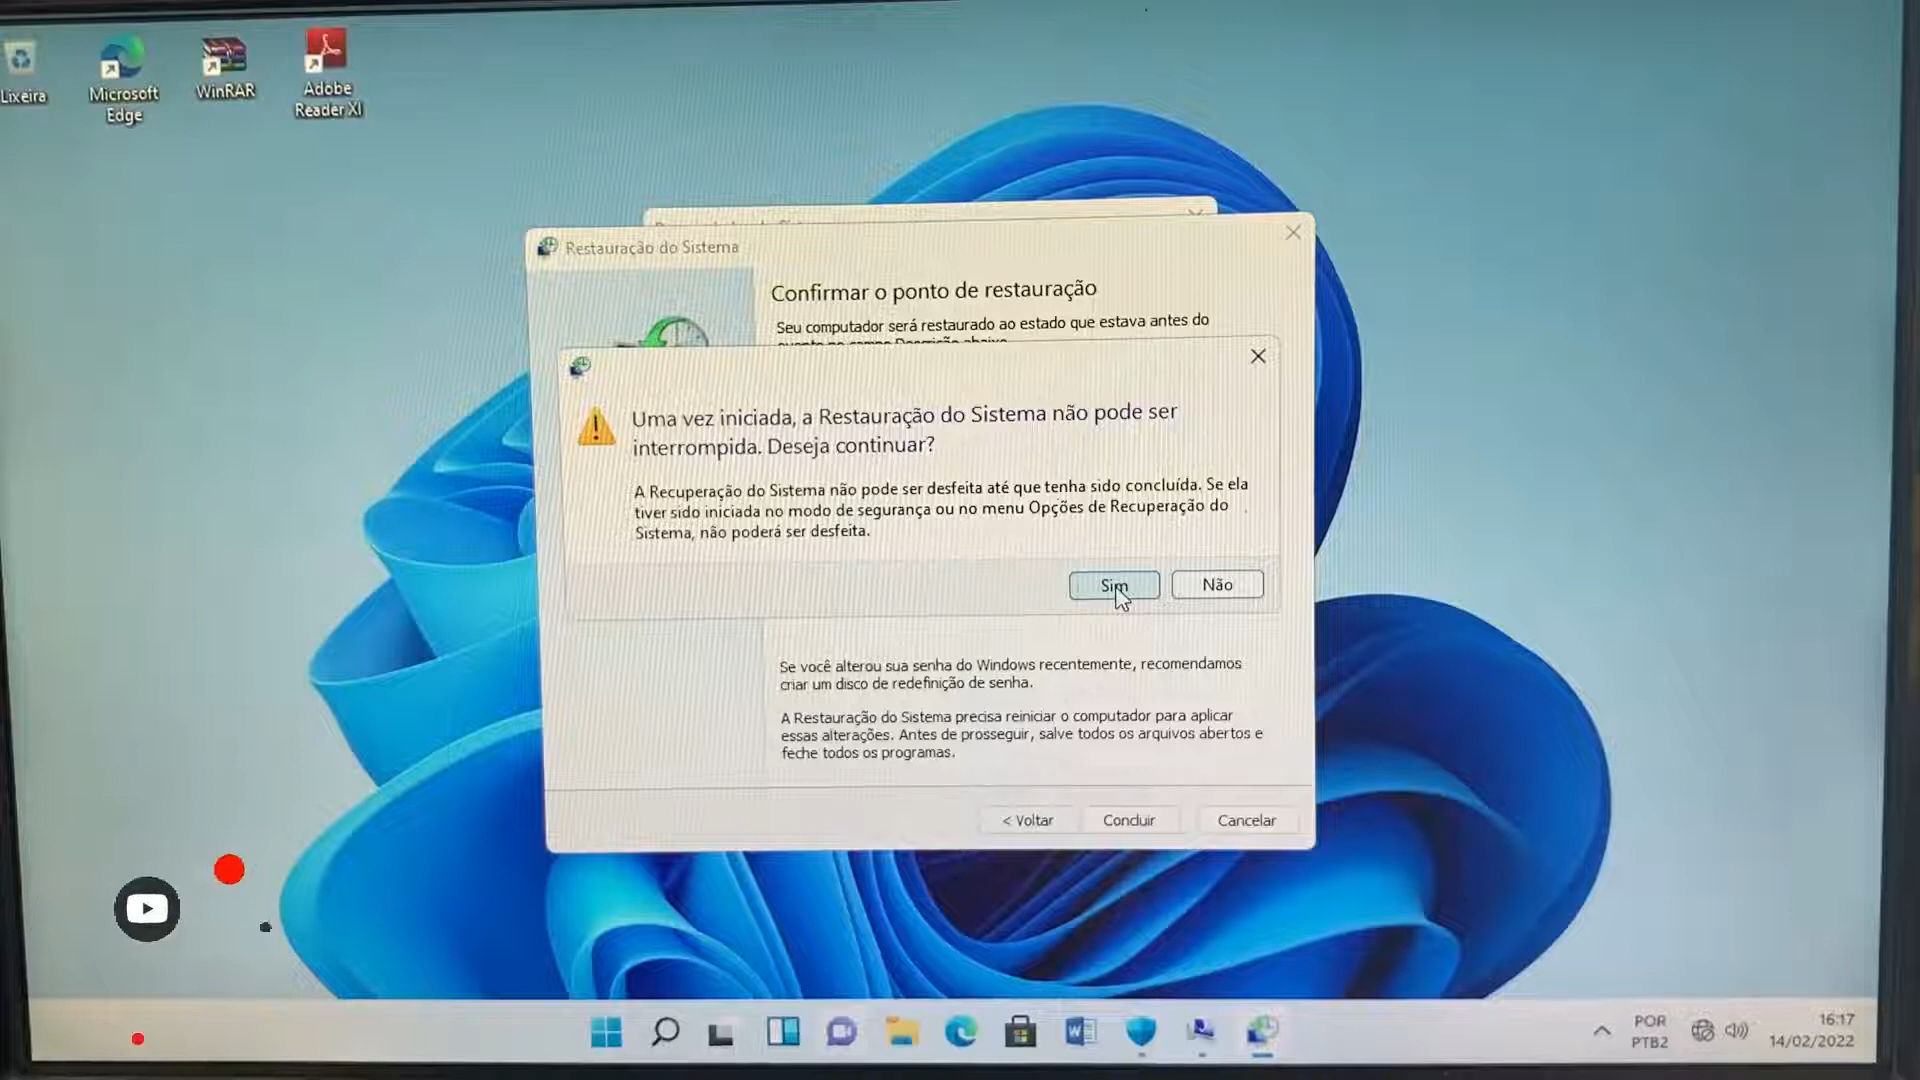 Lixeira
Microsoft
Edge
WinRAR
Adobe
Reader XI
Restauração do Sistema
Confirmar o ponto de restauração
Seu computador será restaurado ao estado que estava antes do
evento no campo Descrição abaixo.
Uma vez iniciada, a Restauração do Sistema não pode ser
interrompida. Deseja continuar?
A Recuperação do Sistema não pode ser desfeita até que tenha sido concluída. Se ela
tiver sido iniciada no modo de segurança ou no menu Opções de Recuperação do
Sistema, não poderá ser desfeita.
Sim
Não
Se você alterou sua senha do Windows recentemente, recomendamos
criar um disco de redefinição de senha.
A Restauração do Sistema precisa reiniciar o computador para aplicar
essas alterações. Antes de prosseguir, salve todos os arquivos abertos e
feche todos os programas.
< Voltar
Concluir
Cancelar
POR
PTB2
16:17
14/02/2022